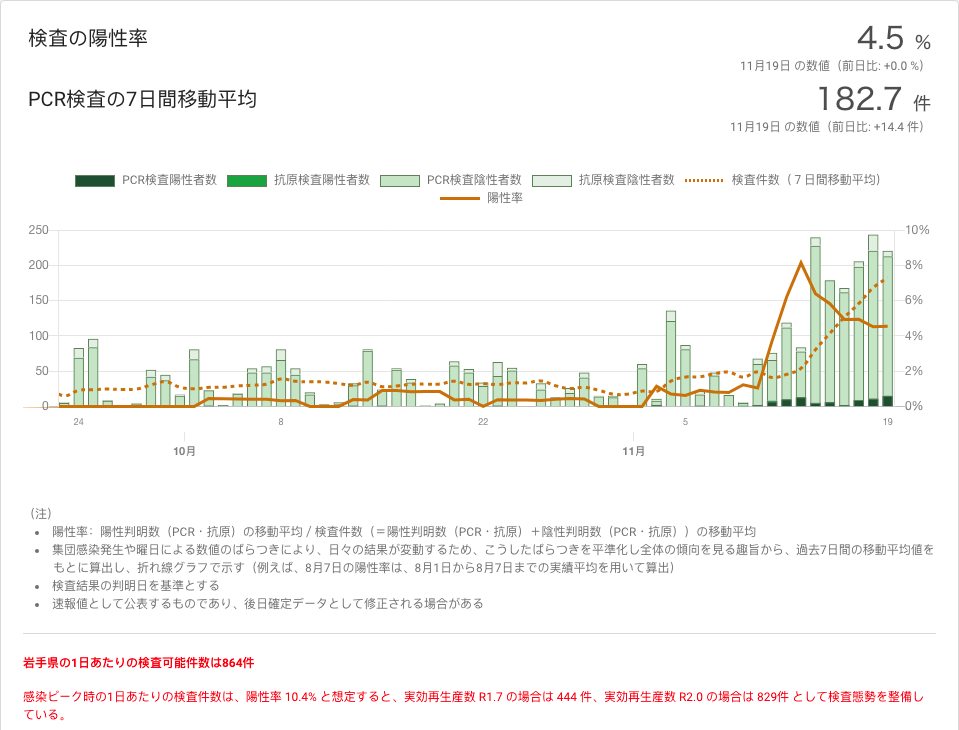 検査の陽性率
4.5 %
11月19日 の数値（前日比: +0.0 %）
PCR検査の7日間移動平均
182.7 件
11月19日 の数値（前日比: +14.4 件）
PCR検査陽性者数 抗原検査陽性者数 PCR検査陰性者数 抗原検査陰性者数 検査件数（７日間移動平均）
陽性率
250 10%
200 8%
150 6%
100 4%
50 2%
0 0%
24 8 22 5 19
10月 11月
（注）
• 陽性率：陽性判明数（PCR・抗原）の移動平均 / 検査件数（＝陽性判明数（PCR・抗原）＋陰性判明数（PCR・抗原））の移動平均
• 集団感染発生や曜日による数値のばらつきにより、日々の結果が変動するため、こうしたばらつきを平準化し全体の傾向を見る趣旨から、過去7日間の移動平均値を
もとに算出し、折れ線グラフで示す（例えば、8月7日の陽性率は、8月1日から8月7日までの実績平均を用いて算出）
• 検査結果の判明日を基準とする
• 速報値として公表するものであり、後日確定データとして修正される場合がある
岩手県の1日あたりの検査可能件数は864件
感染ピーク時の1日あたりの検査件数は、陽性率 10.4% と想定すると、実効再生産数 R1.7 の場合は 444 件、実効再生産数 R2.0 の場合は 829件 として検査態勢を整備し
ている。